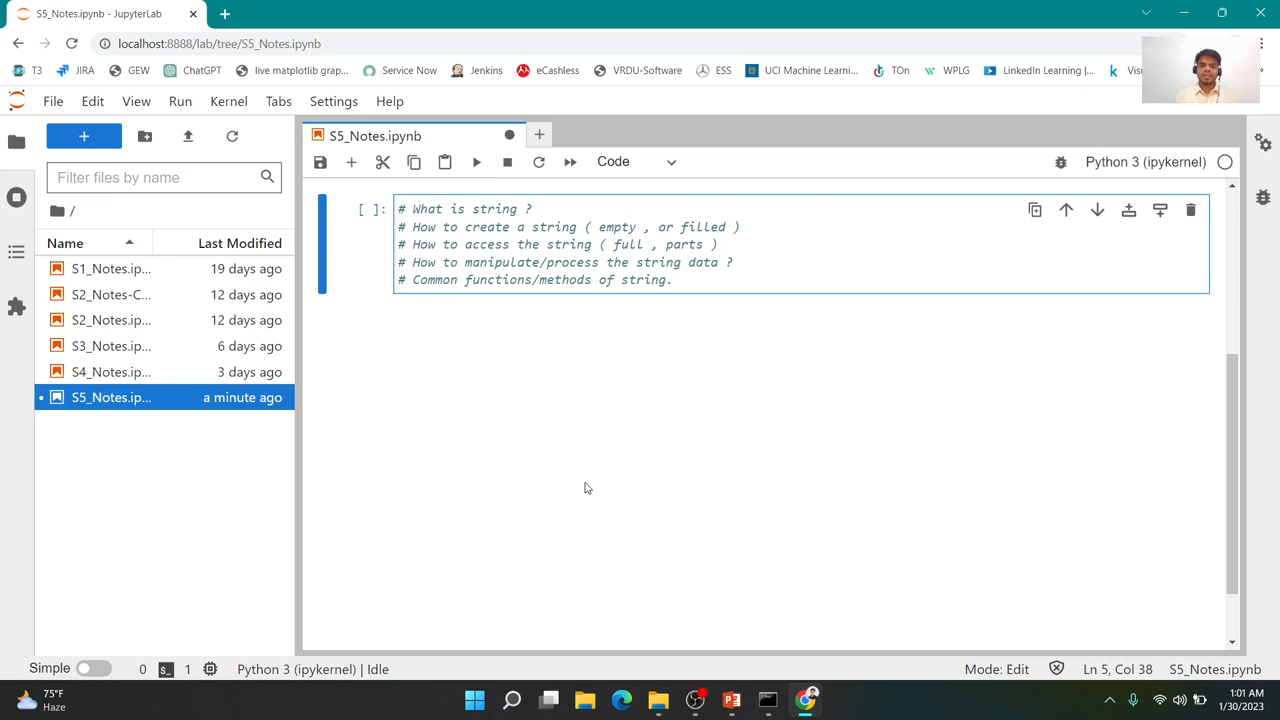 S5_Notes.ipynb - JupyterLab
localhost:8888/lab/tree/S5_Notes.ipynb
T3 JIRA GEW ChatGPT live matplotlib grap... Service Now Jenkins eCashless VRDU-Software ESS UCI Machine Learni... TOn WPLG LinkedIn Learning |... Visu
File Edit View Run Kernel Tabs Settings Help
S5_Notes.ipynb
Filter files by name
Code
Python 3 (ipykernel)
/
Name Last Modified
S1_Notes.ip... 19 days ago
S2_Notes-C... 12 days ago
S2_Notes.ip... 12 days ago
S3_Notes.ip... 6 days ago
S4_Notes.ip... 3 days ago
S5_Notes.ip... a minute ago
[ ]:
# What is string ?
# How to create a string ( empty , or filled )
# How to access the string ( full , parts )
# How to manipulate/process the string data ?
# Common functions/methods of string.
Simple 0 1 Python 3 (ipykernel) | Idle Mode: Edit Ln 5, Col 38 S5_Notes.ipynb
75°F
Haze
1:01 AM
1/30/2023